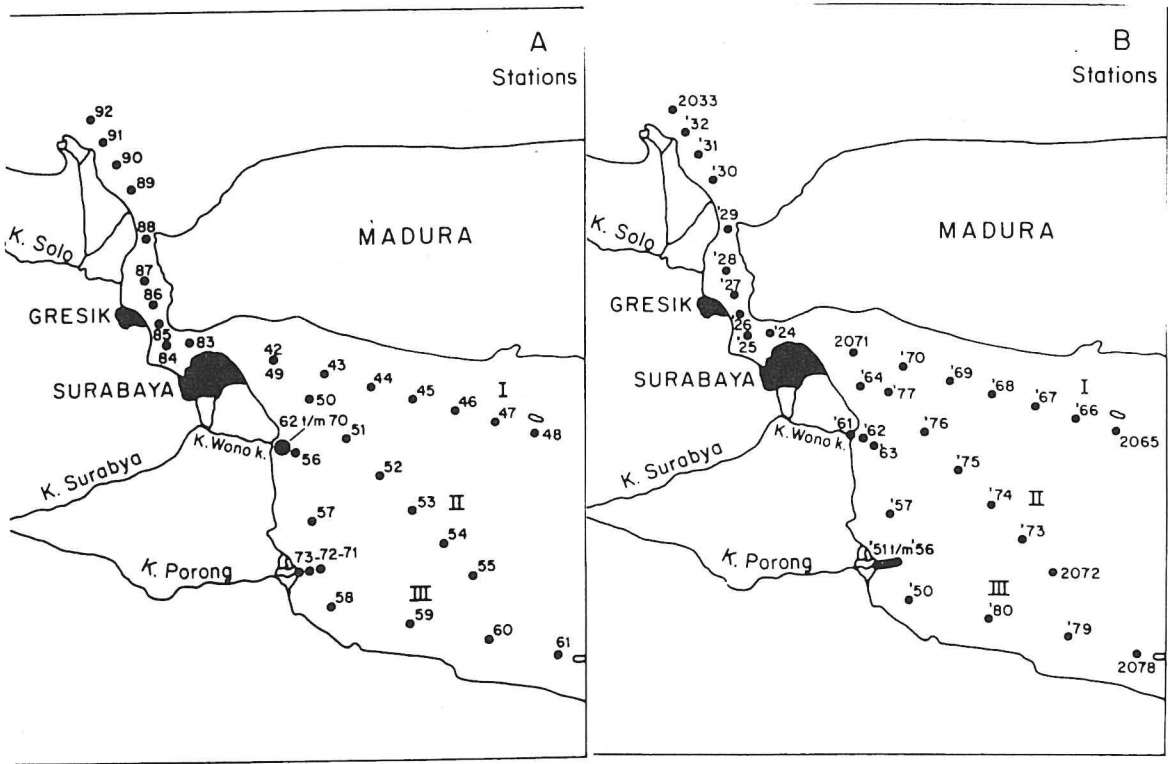 A
Stations
92
91
90
89
88
K. Solo
MADURA
87
86
GRESIK
85
84
83
42
49
43
44
45
46
I
47
48
SURABAYA
50
62 t/m 70
51
K. Wono k.
56
52
K. Surabya
53
II
57
54
73-72-71
55
K. Porong
58
III
59
60
61
B
Stations
2033
'32
'31
'30
'29
K. Solo
MADURA
'28
'27
GRESIK
'26
'25
'24
2071
'70
'69
'68
'67
I
'66
2065
SURABAYA
'64
'77
'61
'62
'63
'76
K. Wono k.
'75
K. Surabya
'74
II
'57
'73
'51 t/m '56
2072
K. Porong
'50
III
'80
'79
2078